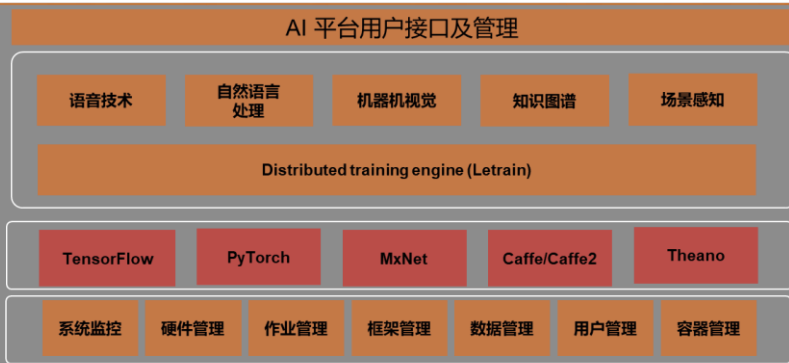 AI 平台用户接口及管理
语音技术
自然语言
处理
机器机视觉
知识图谱
场景感知
Distributed training engine (Letrain)
TensorFlow
PyTorch
MxNet
Caffe/Caffe2
Theano
系统监控
硬件管理
作业管理
框架管理
数据管理
用户管理
容器管理